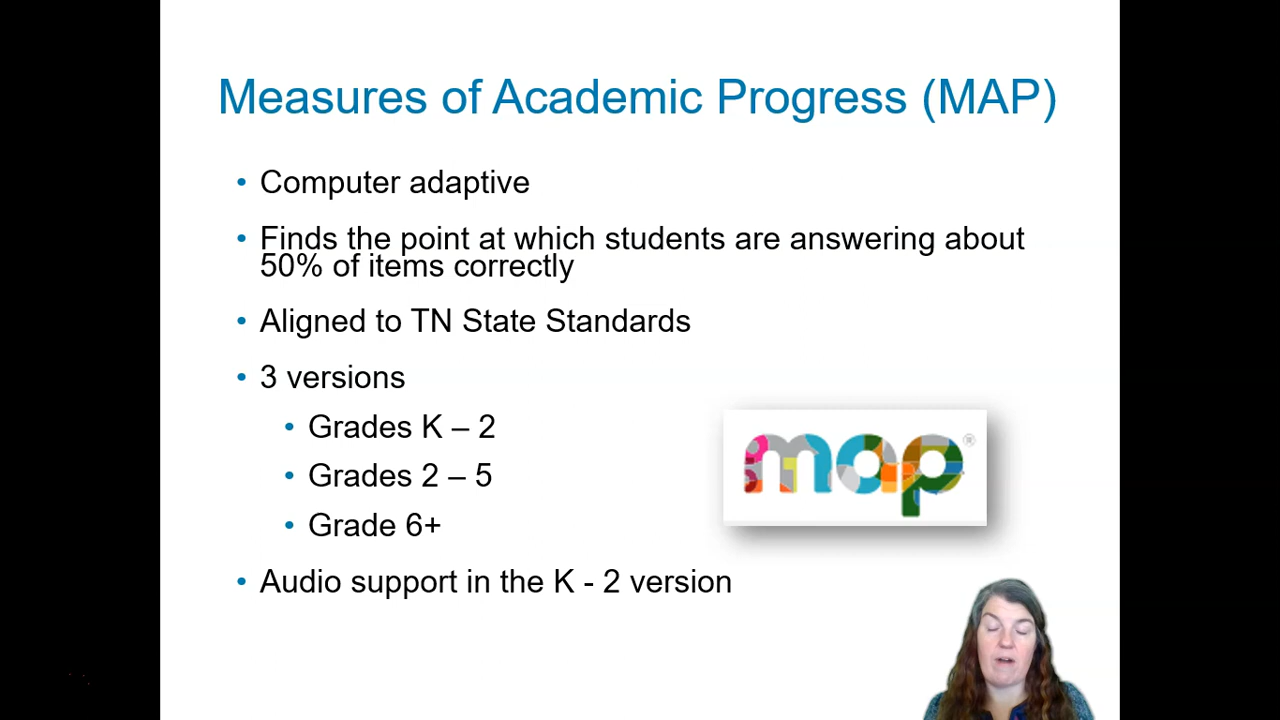 Measures of Academic Progress (MAP)
• Computer adaptive
• Finds the point at which students are answering about
50% of items correctly
• Aligned to TN State Standards
• 3 versions
• Grades K – 2
• Grades 2 – 5
• Grade 6+
map®
• Audio support in the K - 2 version